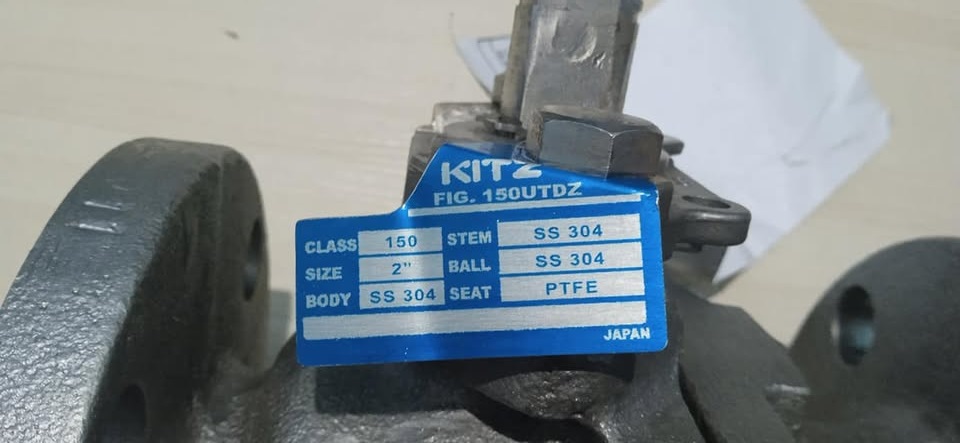 KITZ
FIG. 150UTDZ
CLASS 150 STEM SS 304
SIZE 2" BALL SS 304
BODY SS 304 SEAT PTFE
JAPAN